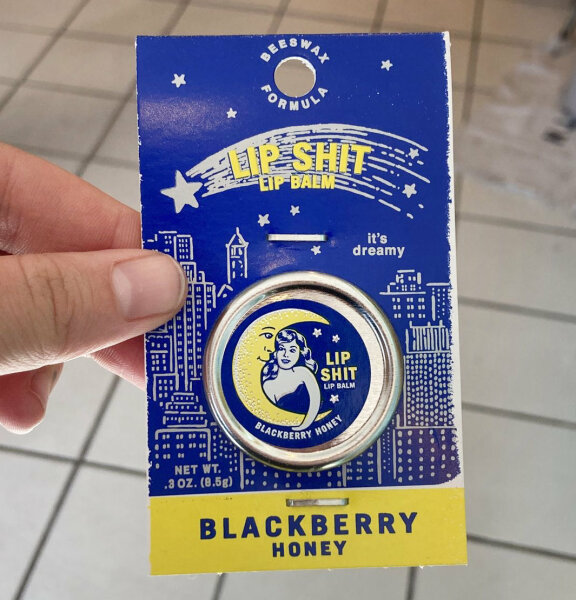 BEESWAX
FORMULA
LIP SHIT
LIP BALM
it's
dreamy
LIP
SHIT
LIP BALM
BLACKBERRY HONEY
NET WT.
.3 OZ. (8.5g)
BLACKBERRY
HONEY